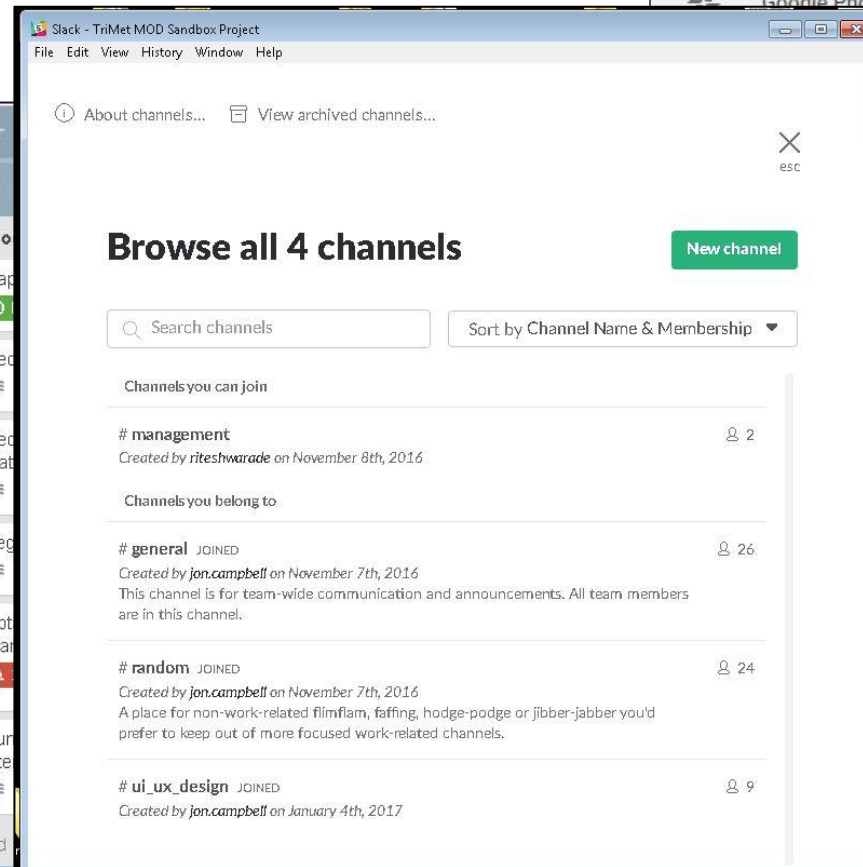 Google Pho
Slack - TriMet MOD Sandbox Project
File Edit View History Window Help
About channels... View archived channels...
esc
Browse all 4 channels New channel
Search channels Sort by Channel Name & Membership
Channels you can join
# management 2
Created by riteshwarade on November 8th, 2016
Channels you belong to
# general JOINED 26
Created by jon.campbell on November 7th, 2016
This channel is for team-wide communication and announcements. All team members
are in this channel.
# random JOINED 24
Created by jon.campbell on November 7th, 2016
A place for non-work-related flimflam, faffing, hodge-podge or jibber-jabber you'd
prefer to keep out of more focused work-related channels.
# ui_ux_design JOINED 9
Created by jon.campbell on January 4th, 2017